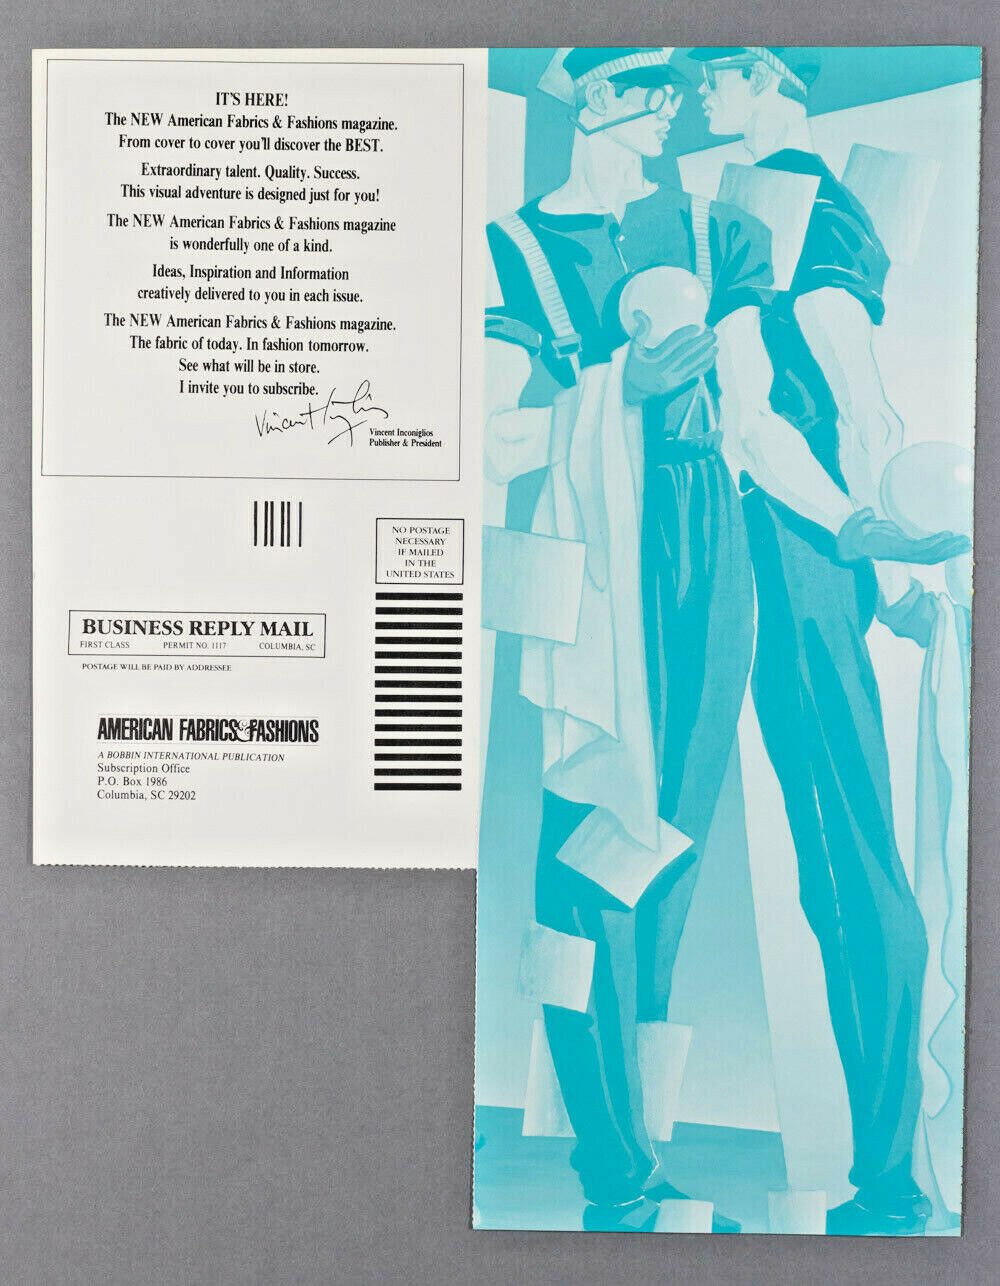 IT'S HERE!
The NEW American Fabrics & Fashions magazine.
From cover to cover you'll discover the BEST.
Extraordinary talent. Quality. Success.
This visual adventure is designed just for you!
The NEW American Fabrics & Fashions magazine
is wonderfully one of a kind.
Ideas, Inspiration and Information
creatively delivered to you in each issue.
The NEW American Fabrics & Fashions magazine.
The fabric of today. In fashion tomorrow.
See what will be in store.
I invite you to subscribe.
Vincent
Vincent Inconiglios
Publisher & President
NO POSTAGE
NECESSARY
IF MAILED
IN THE
UNITED STATES
BUSINESS REPLY MAIL
FIRST CLASS PERMIT NO. 1117 COLUMBIA, SC
POSTAGE WILL BE PAID BY ADDRESSEE
AMERICAN FABRICS & FASHIONS
A BOBBIN INTERNATIONAL PUBLICATION
Subscription Office
P.O. Box 1986
Columbia, SC 29202